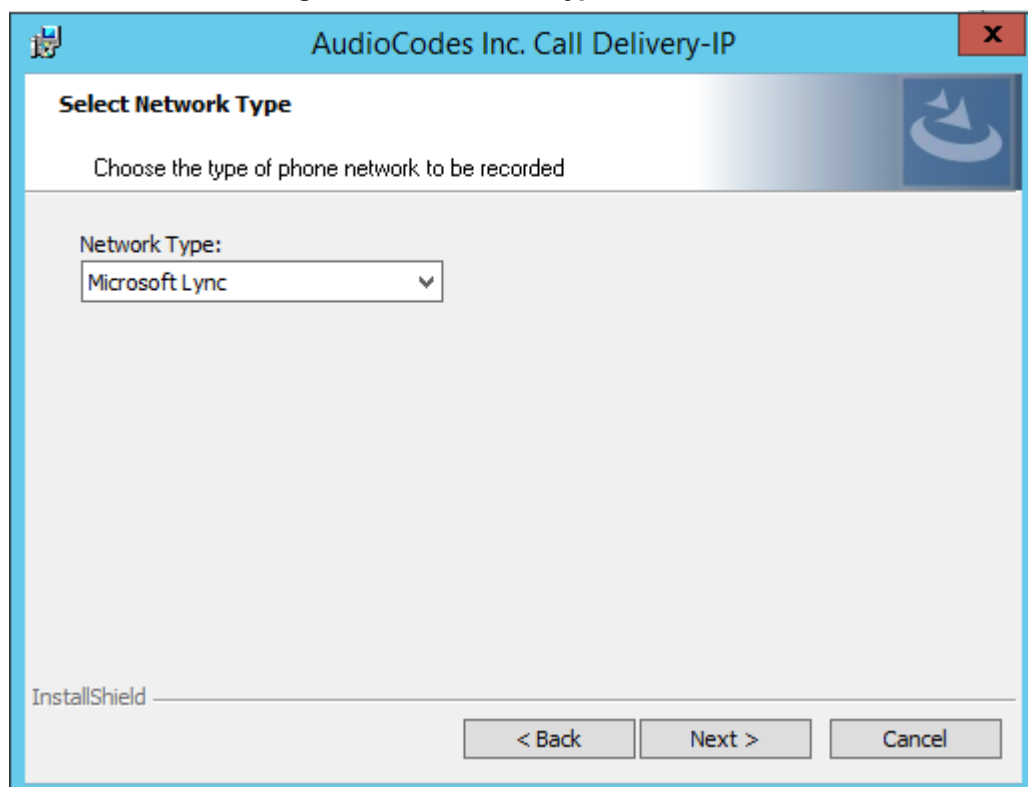 AudioCodes Inc. Call Delivery-IP
x
Select Network Type
Choose the type of phone network to be recorded
Network Type:
Microsoft Lync
InstallShield
< Back Next > Cancel